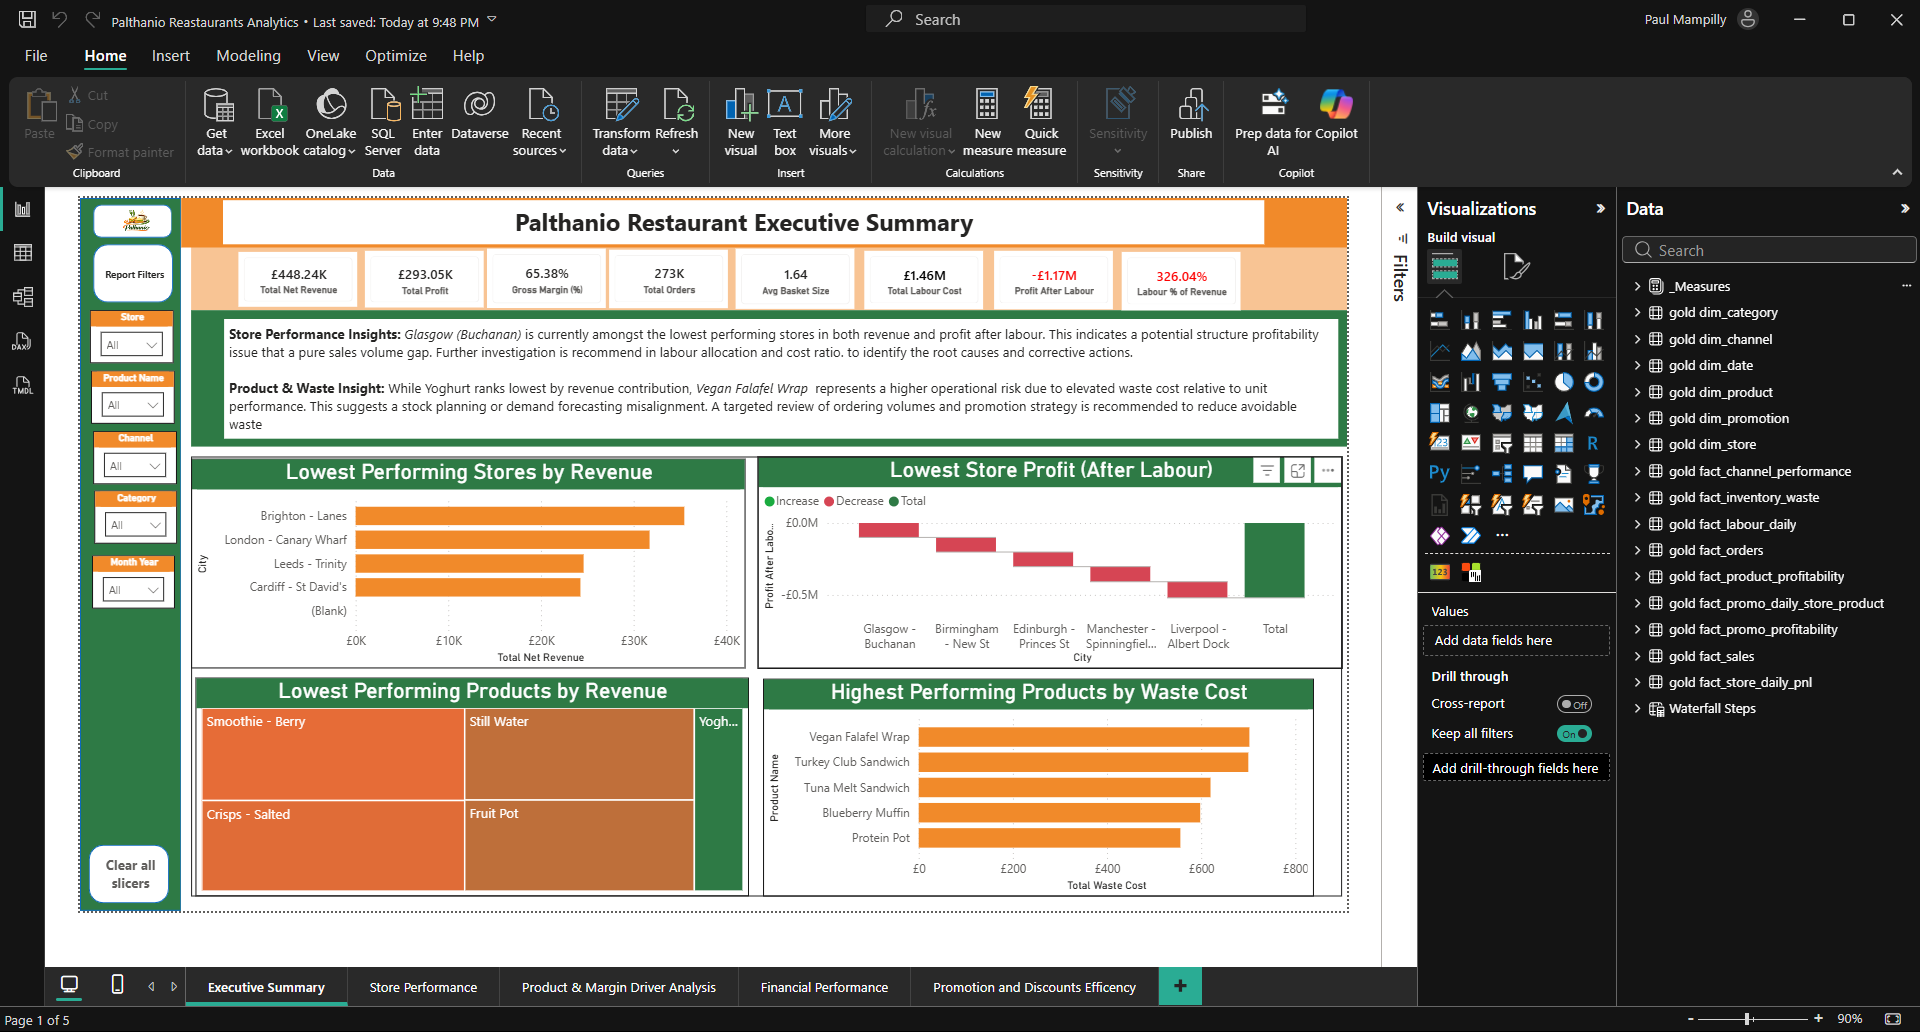 Palthanio Reastaurants Analytics • Last saved: Today at 9:48 PM
Search
Paul Mampilly
File Home Insert Modeling View Optimize Help
Paste
Cut
Copy
Format painter
Clipboard
Get data
Excel workbook
OneLake catalog
SQL Server
Enter data
Dataverse
Recent sources
Data
Transform data
Refresh
Queries
New visual
Text box
More visuals
Insert
New visual calculation
New measure
Quick measure
Calculations
Sensitivity
Sensitivity
Publish
Share
Prep data for AI
Copilot
Copilot
DAX
TMDL
Palthanio
Report Filters
Store
All
Product Name
All
Channel
All
Category
All
Month Year
All
Clear all slicers
Palthanio Restaurant Executive Summary
£448.24K
Total Net Revenue
£293.05K
Total Profit
65.38%
Gross Margin (%)
273K
Total Orders
1.64
Avg Basket Size
£1.46M
Total Labour Cost
-£1.17M
Profit After Labour
326.04%
Labour % of Revenue
Store Performance Insights: Glasgow (Buchanan) is currently amongst the lowest performing stores in both revenue and profit after labour. This indicates a potential structure profitability
issue that a pure sales volume gap. Further investigation is recommend in labour allocation and cost ratio. to identify the root causes and corrective actions.
Product & Waste Insight: While Yoghurt ranks lowest by revenue contribution, Vegan Falafel Wrap represents a higher operational risk due to elevated waste cost relative to unit
performance. This suggests a stock planning or demand forecasting misalignment. A targeted review of ordering volumes and promotion strategy is recommended to reduce avoidable
waste
Lowest Performing Stores by Revenue
City
Brighton - Lanes
London - Canary Wharf
Leeds - Trinity
Cardiff - St David's
(Blank)
£0K £10K £20K £30K £40K
Total Net Revenue
Lowest Store Profit (After Labour)
Increase Decrease Total
Profit After Labo...
£0.0M
-£0.5M
Glasgow - Buchanan
Birmingham - New St
Edinburgh - Princes St
Manchester - Spinningfiel...
Liverpool - Albert Dock
Total
City
Lowest Performing Products by Revenue
Smoothie - Berry
Still Water
Yogh...
Crisps - Salted
Fruit Pot
Highest Performing Products by Waste Cost
Product Name
Vegan Falafel Wrap
Turkey Club Sandwich
Tuna Melt Sandwich
Blueberry Muffin
Protein Pot
£0 £200 £400 £600 £800
Total Waste Cost
Filters
Visualizations
Build visual
123
R
Py
123
Values
Add data fields here
Drill through
Cross-report
Off
Keep all filters
On
Add drill-through fields here
Data
Search
_Measures
gold dim_category
gold dim_channel
gold dim_date
gold dim_product
gold dim_promotion
gold dim_store
gold fact_channel_performance
gold fact_inventory_waste
gold fact_labour_daily
gold fact_orders
gold fact_product_profitability
gold fact_promo_daily_store_product
gold fact_promo_profitability
gold fact_sales
gold fact_store_daily_pnl
Waterfall Steps
Executive Summary
Store Performance
Product & Margin Driver Analysis
Financial Performance
Promotion and Discounts Efficency
+
Page 1 of 5
- + 90%